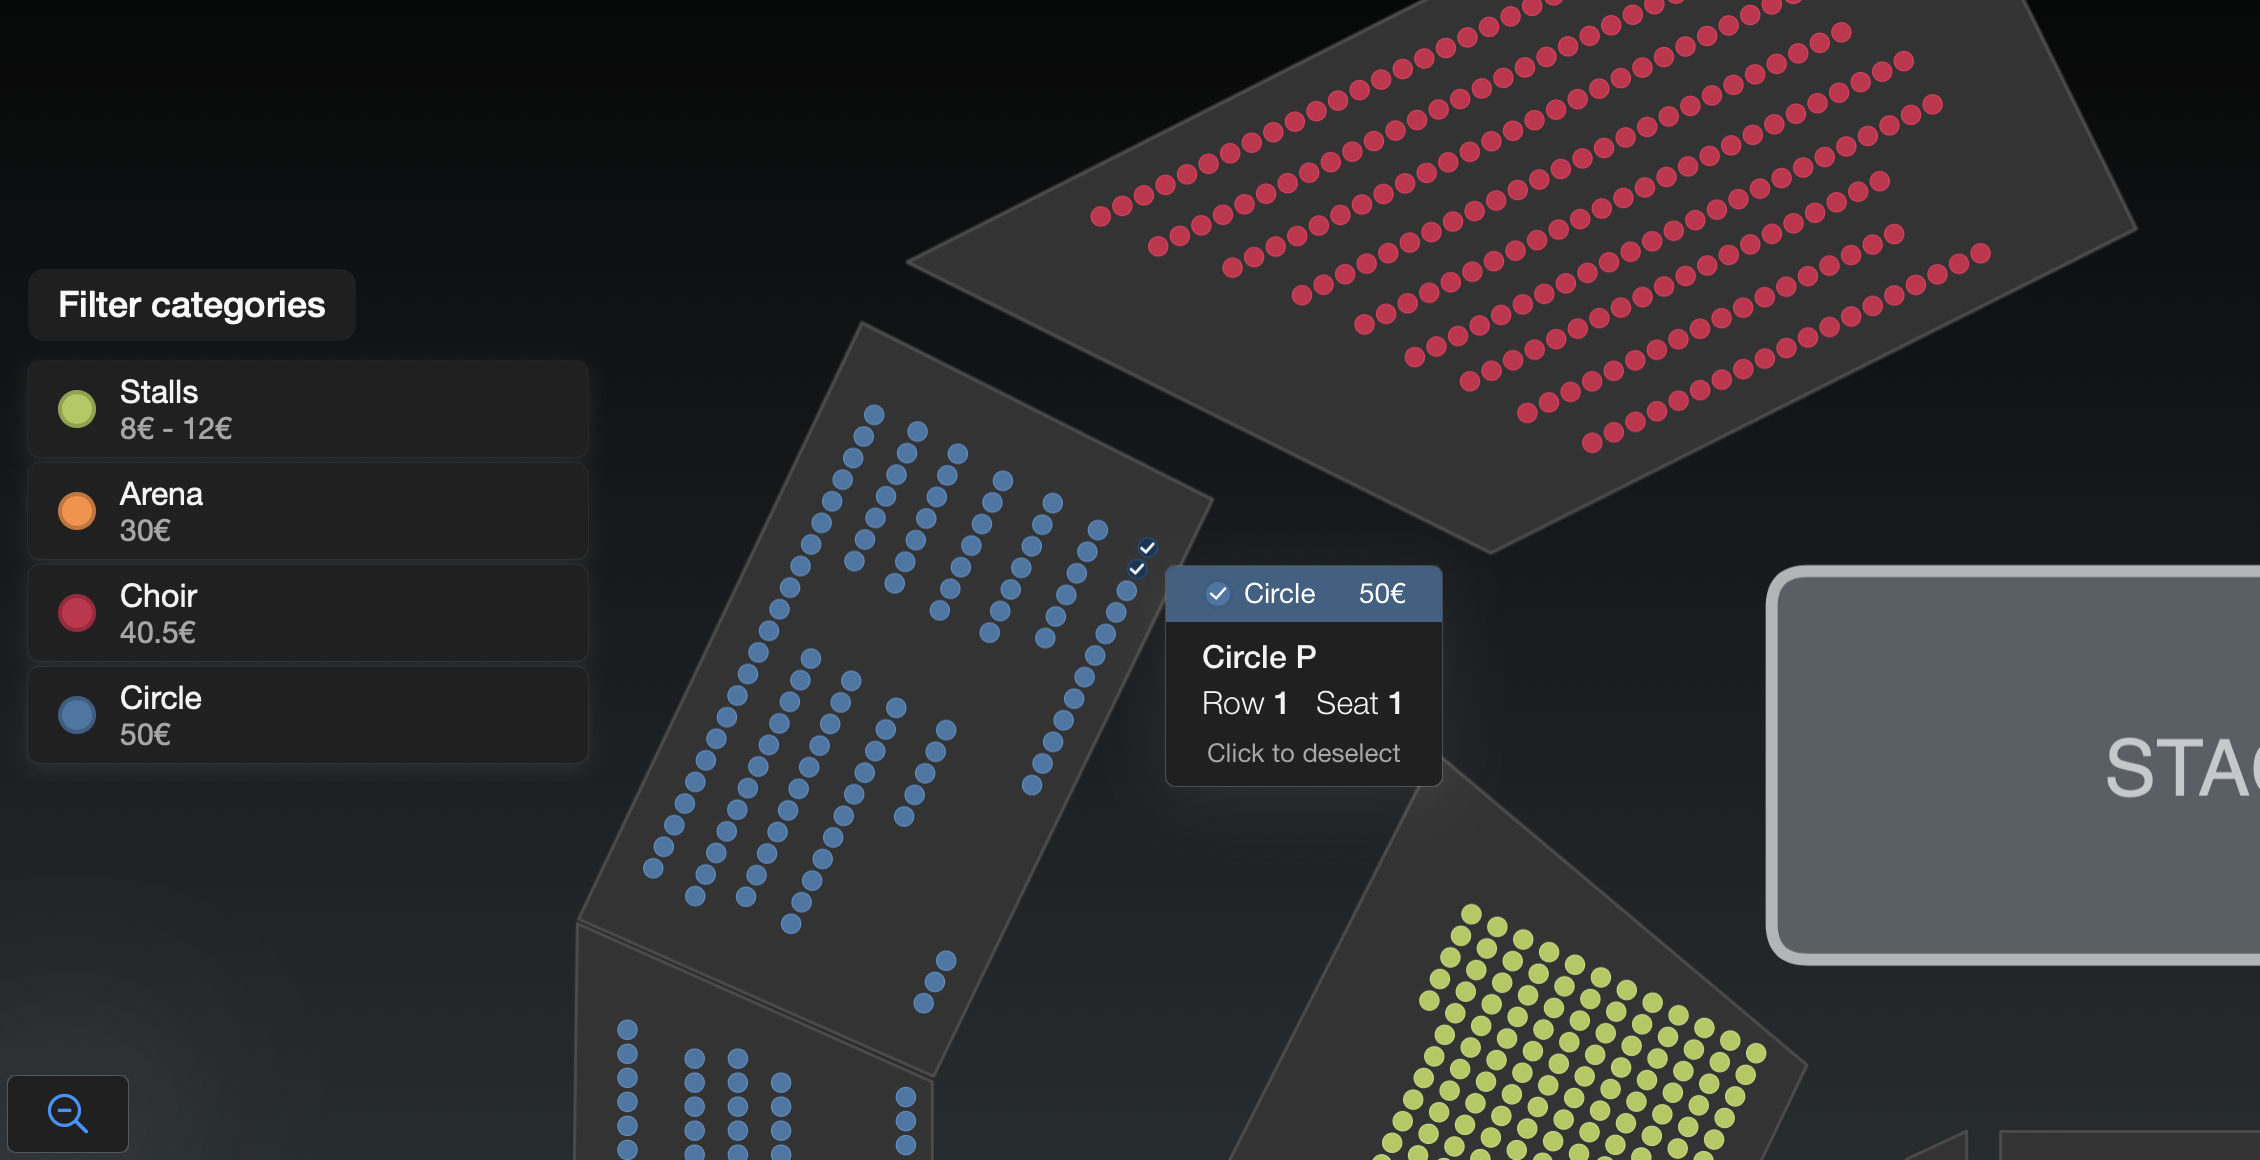 Filter categories
Stalls
8€ - 12€
Arena
30€
Choir
40.5€
Circle
50€
Circle 50€
Circle P
Row 1 Seat 1
Click to deselect
STA